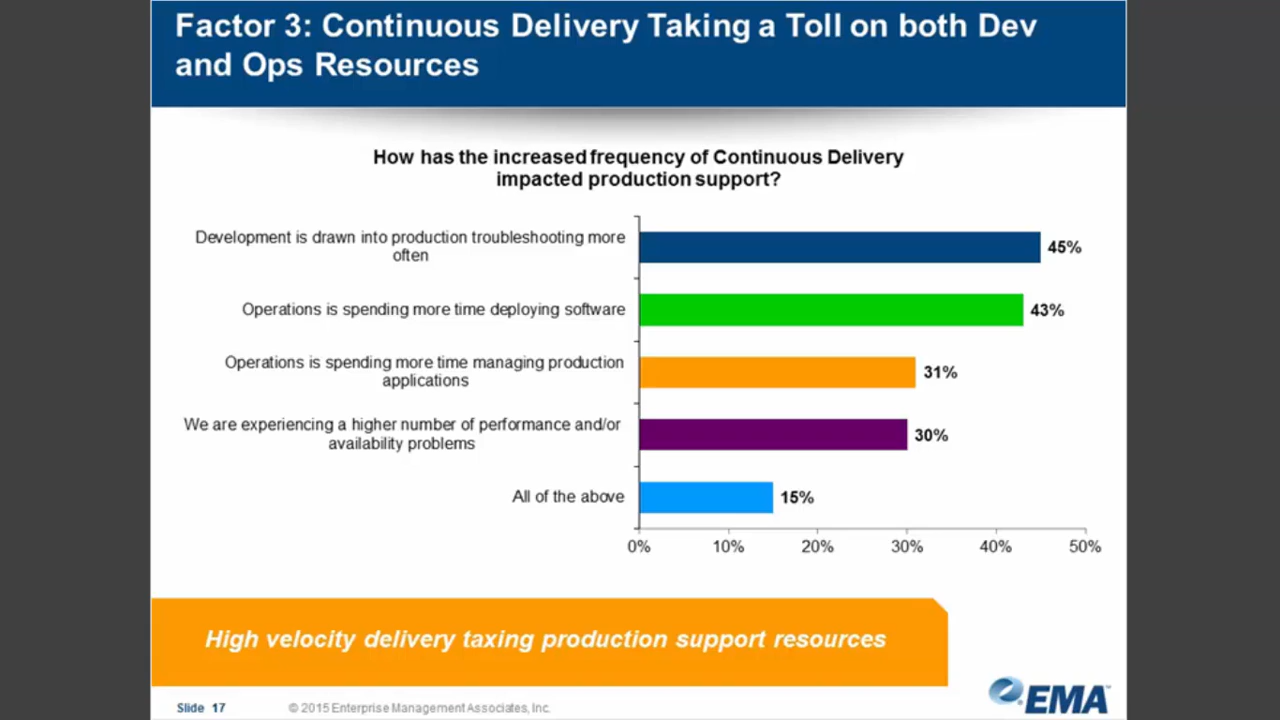 Factor 3: Continuous Delivery Taking a Toll on both Dev
and Ops Resources
How has the increased frequency of Continuous Delivery
impacted production support?
Development is drawn into production troubleshooting more
often
45%
Operations is spending more time deploying software
43%
Operations is spending more time managing production
applications
31%
We are experiencing a higher number of performance and/or
availability problems
30%
All of the above
15%
0% 10% 20% 30% 40% 50%
High velocity delivery taxing production support resources
Slide 17 © 2015 Enterprise Management Associates, Inc.
EMA™